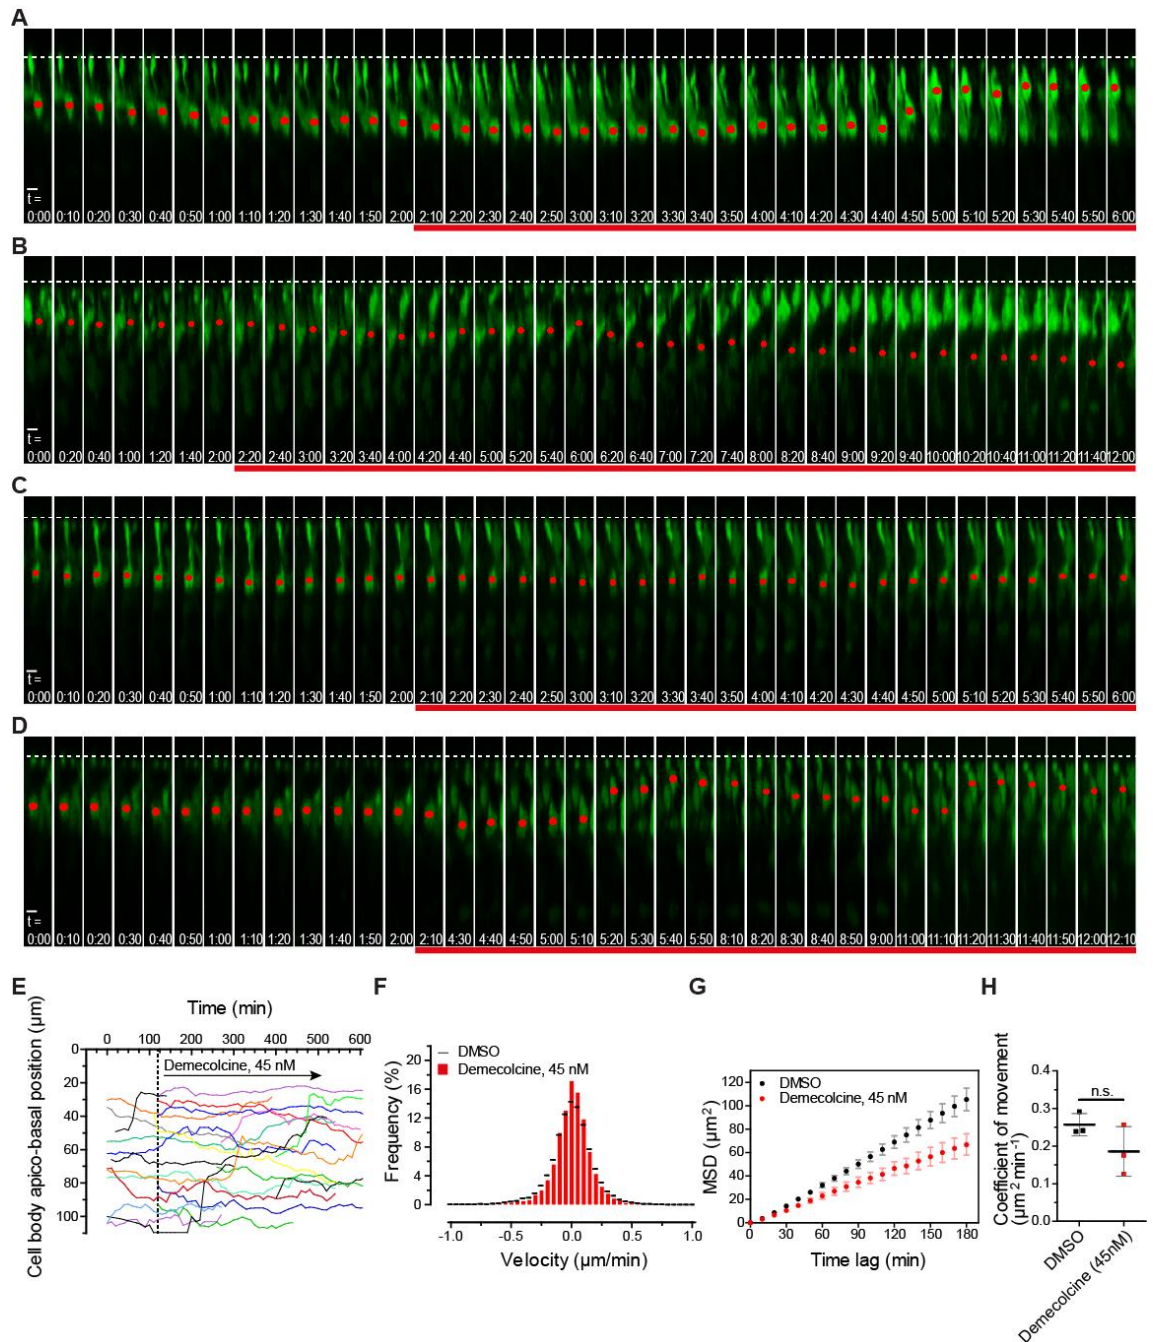 A
t =
0:00 0:10 0:20 0:30 0:40 0:50 1:00 1:10 1:20 1:30 1:40 1:50 2:00 2:10 2:20 2:30 2:40 2:50 3:00 3:10 3:20 3:30 3:40 3:50 4:00 4:10 4:20 4:30 4:40 4:50 5:00 5:10 5:20 5:30 5:40 5:50 6:00
B
t =
0:00 0:20 0:40 1:00 1:20 1:40 2:00 2:20 2:40 3:00 3:20 3:40 4:00 4:20 4:40 5:00 5:20 5:40 6:00 6:20 6:40 7:00 7:20 7:40 8:00 8:20 8:40 9:00 9:20 9:40 10:00 10:20 10:40 11:00 11:20 11:40 12:00
C
t =
0:00 0:10 0:20 0:30 0:40 0:50 1:00 1:10 1:20 1:30 1:40 1:50 2:00 2:10 2:20 2:30 2:40 2:50 3:00 3:10 3:20 3:30 3:40 3:50 4:00 4:10 4:20 4:30 4:40 4:50 5:00 5:10 5:20 5:30 5:40 5:50 6:00
D
t =
0:00 0:10 0:20 0:30 0:40 0:50 1:00 1:10 1:20 1:30 1:40 1:50 2:00 2:10 4:30 4:40 4:50 5:00 5:10 5:20 5:30 5:40 5:50 8:10 8:20 8:30 8:40 8:50 9:00 11:00 11:10 11:20 11:30 11:40 11:50 12:00 12:10
E
Time (min)
0 100 200 300 400 500 600
Demecolcine, 45 nM
0
20
40
60
80
100
Cell body apico-basal position (µm)
F
DMSO
Demecolcine, 45 nM
20
16
12
8
4
0
Frequency (%)
-1.0 -0.5 0.0 0.5 1.0
Velocity (µm/min)
G
DMSO
Demecolcine, 45 nM
120
100
80
60
40
20
0
MSD (µm²)
0 30 60 90 120 150 180
Time lag (min)
H
n.s.
0.4
0.3
0.2
0.1
0.0
Coefficient of movement
(µm² min⁻¹)
DMSO
Demecolcine (45nM)